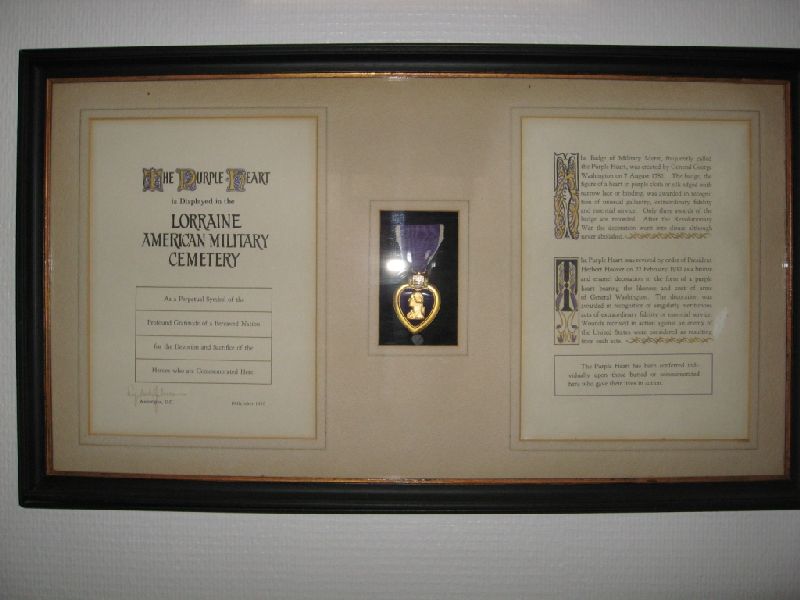 THE PURPLE HEART
is Displayed in the
LORRAINE
AMERICAN MILITARY
CEMETERY
As a Perpetual Symbol of the
Profound Gratitude of a Bereaved Nation
for the Devotion and Sacrifice of the
Heroes who are Commemorated Here
The Badge of Military Merit, frequently called
the Purple Heart, was created by General George
Washington on 7 August 1782. The badge, the
figure of a heart in purple cloth or silk edged with
narrow lace or binding, was awarded in recogni-
tion of unusual gallantry, extraordinary fidelity
and essential service. Only three awards of the
badge are recorded. After the Revolutionary
War the decoration went into disuse although
never abolished.
The Purple Heart was revived by order of President
Herbert Hoover on 22 February 1932 as a bronze
and enamel decoration in the form of a purple
heart bearing the likeness and coat of arms
of General Washington. The decoration was
awarded in recognition of singularly meritorious
acts of extraordinary fidelity or essential service.
Wounds received in action against an enemy of
the United States were considered as resulting
from such acts.
The Purple Heart has been conferred indi-
vidually upon those buried or commemorated
here who gave their lives in action.